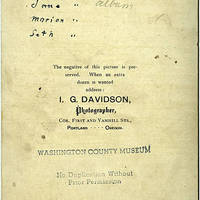 Jane " album
Marion "
Seth "
The negative of this picture is pre-
served. When an extra
dozen is wanted
address:
I. G. DAVIDSON,
Photographer,
COR. FIRST AND YAMHILL STS.,
PORTLAND - - - - OREGON.
WASHINGTON COUNTY MUSEUM
No Duplication Without
Prior Permission